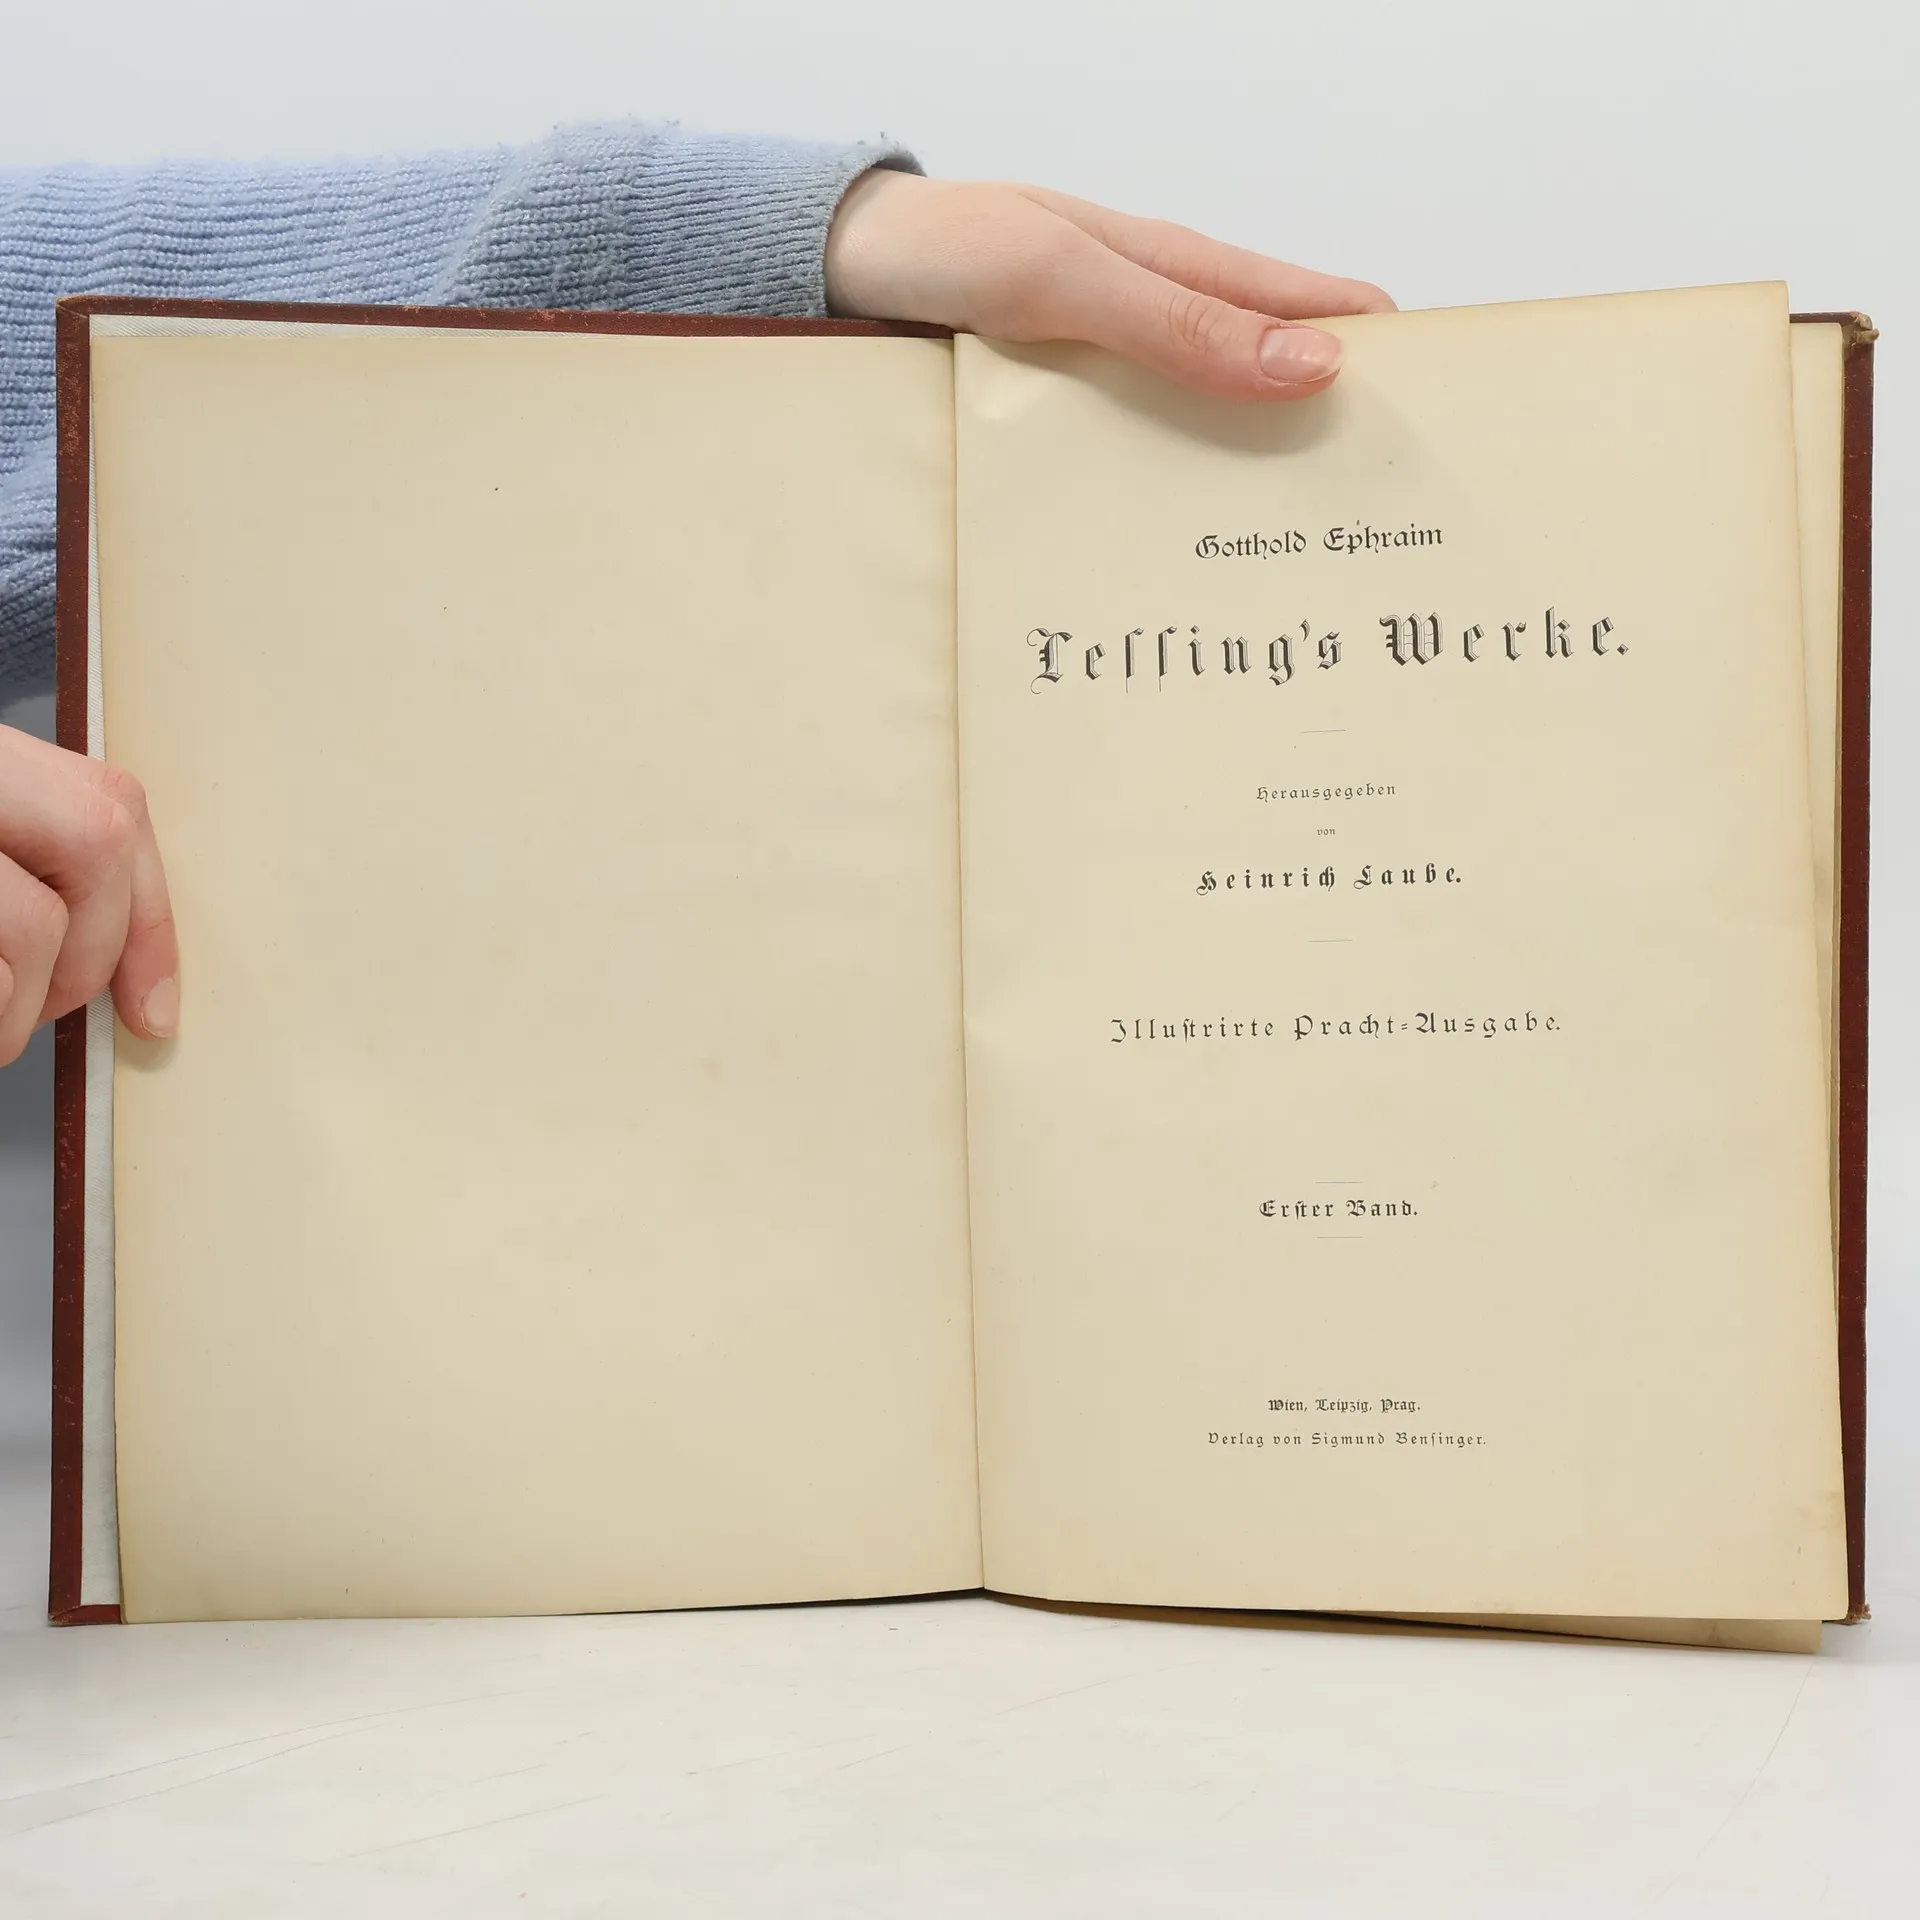 Gotthold Ephraim
Leſſing's Werke.
Herausgegeben
von
Heinrich Laube.
Illuſtrirte Pracht-Ausgabe.
Erſter Band.
Wien, Leipzig, Prag.
Verlag von Sigmund Benſinger.